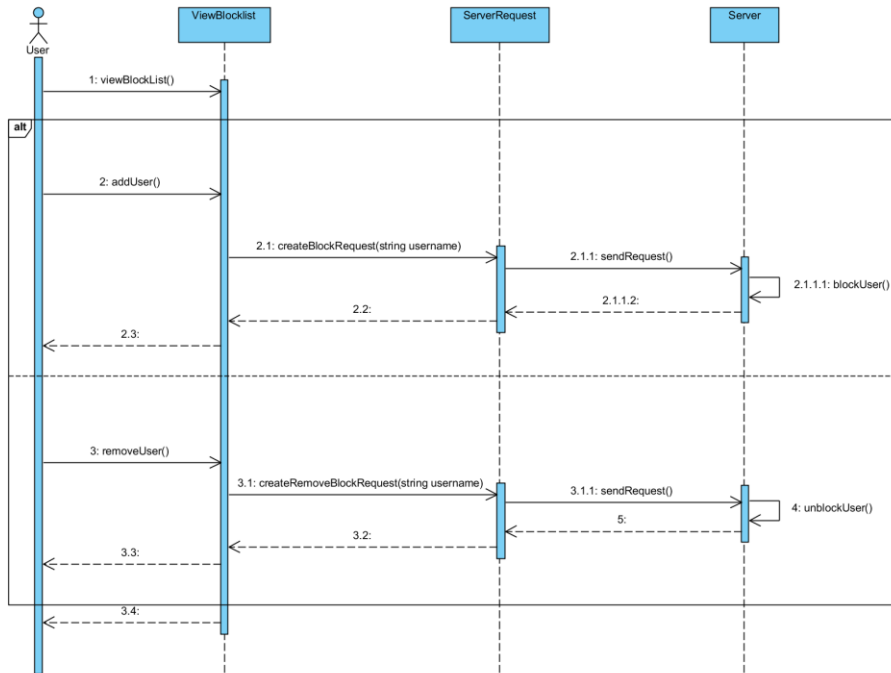 ViewBlocklist
ServerRequest
Server
User
1: viewBlockList()
alt
2: addUser()
2.1: createBlockRequest(string username)
2.1.1: sendRequest()
2.1.1.1: blockUser()
2.1.1.2:
2.2:
2.3:
3: removeUser()
3.1: createRemoveBlockRequest(string username)
3.1.1: sendRequest()
4: unblockUser()
5:
3.2:
3.3:
3.4: